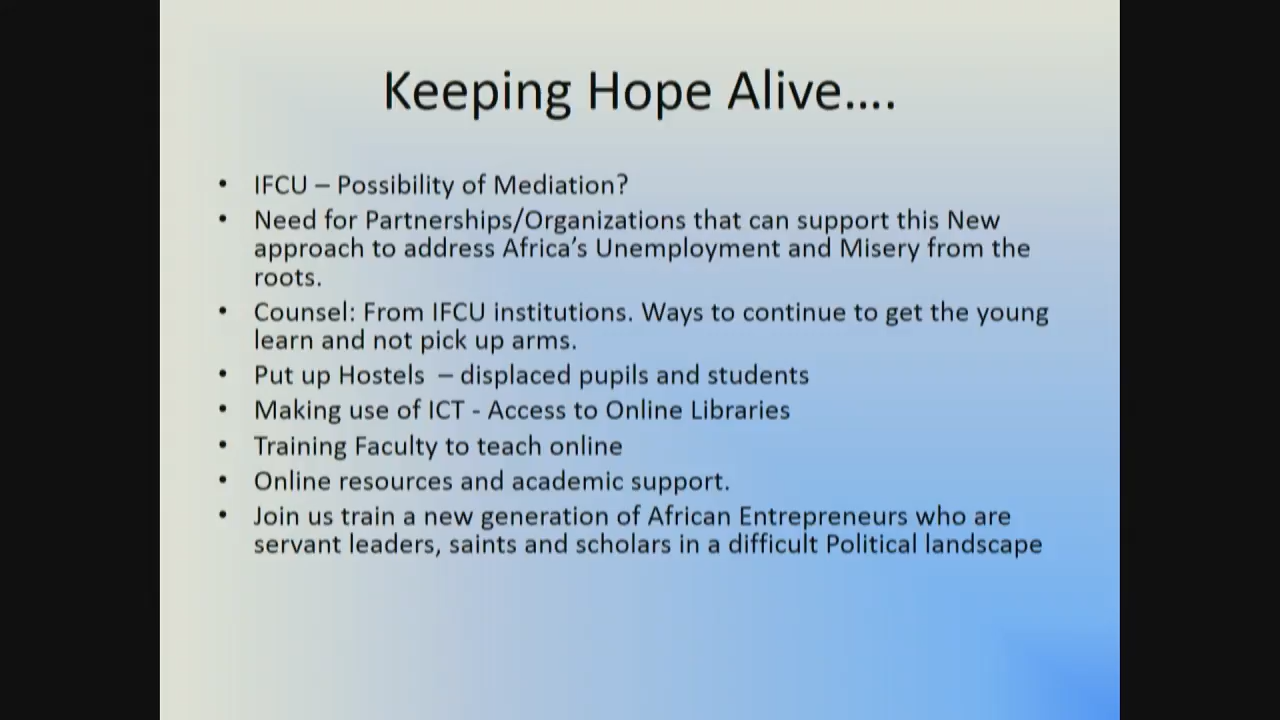 Keeping Hope Alive....
• IFCU – Possibility of Mediation?
• Need for Partnerships/Organizations that can support this New
approach to address Africa's Unemployment and Misery from the
roots.
• Counsel: From IFCU institutions. Ways to continue to get the young
learn and not pick up arms.
• Put up Hostels – displaced pupils and students
• Making use of ICT - Access to Online Libraries
• Training Faculty to teach online
• Online resources and academic support.
• Join us train a new generation of African Entrepreneurs who are
servant leaders, saints and scholars in a difficult Political landscape